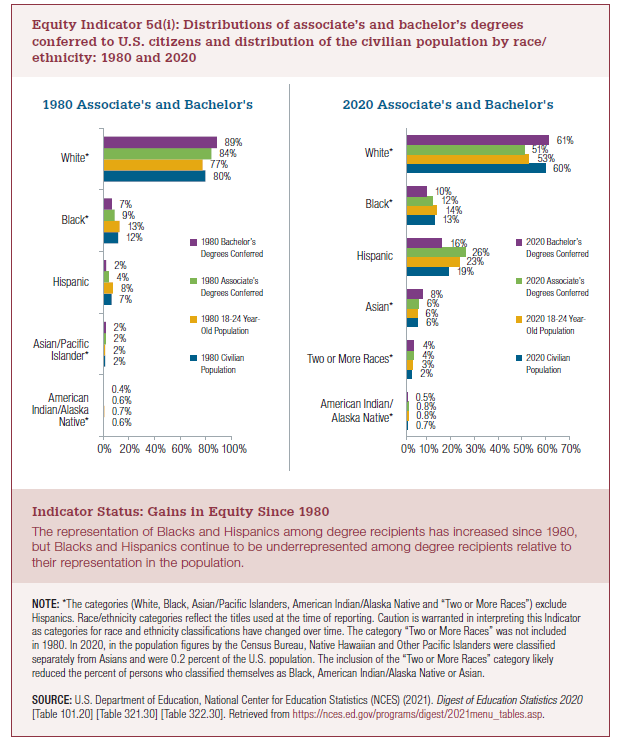 Equity Indicator 5d(i): Distributions of associate's and bachelor's degrees
conferred to U.S. citizens and distribution of the civilian population by race/
ethnicity: 1980 and 2020
1980 Associate's and Bachelor's
White*
89%
84%
77%
80%
Black*
7%
9%
13%
12%
Hispanic
2%
4%
8%
7%
Asian/Pacific
Islander*
2%
2%
2%
2%
American
Indian/Alaska
Native*
0.4%
0.6%
0.7%
0.6%
0% 20% 40% 60% 80% 100%
1980 Bachelor's
Degrees Conferred
1980 Associate's
Degrees Conferred
1980 18-24 Year-
Old Population
1980 Civilian
Population
2020 Associate's and Bachelor's
White*
61%
51%
53%
60%
Black*
10%
12%
14%
13%
Hispanic
16%
26%
23%
19%
Asian*
8%
6%
6%
6%
Two or More Races*
4%
4%
3%
2%
American Indian/
Alaska Native*
0.5%
0.8%
0.8%
0.7%
0% 10% 20% 30% 40% 50% 60% 70%
2020 Bachelor's
Degrees Conferred
2020 Associate's
Degrees Conferred
2020 18-24 Year-
Old Population
2020 Civilian
Population
Indicator Status: Gains in Equity Since 1980
The representation of Blacks and Hispanics among degree recipients has increased since 1980,
but Blacks and Hispanics continue to be underrepresented among degree recipients relative to
their representation in the population.
NOTE: *The categories (White, Black, Asian/Pacific Islanders, American Indian/Alaska Native and “Two or More Races”) exclude
Hispanics. Race/ethnicity categories reflect the titles used at the time of reporting. Caution is warranted in interpreting this Indicator
as categories for race and ethnicity classifications have changed over time. The category “Two or More Races” was not included
in 1980. In 2020, in the population figures by the Census Bureau, Native Hawaiian and Other Pacific Islanders were classified
separately from Asians and were 0.2 percent of the U.S. population. The inclusion of the “Two or More Races” category likely
reduced the percent of persons who classified themselves as Black, American Indian/Alaska Native or Asian.
SOURCE: U.S. Department of Education, National Center for Education Statistics (NCES) (2021). Digest of Education Statistics 2020
[Table 101.20] [Table 321.30] [Table 322.30]. Retrieved from https://nces.ed.gov/programs/digest/2021menu_tables.asp.